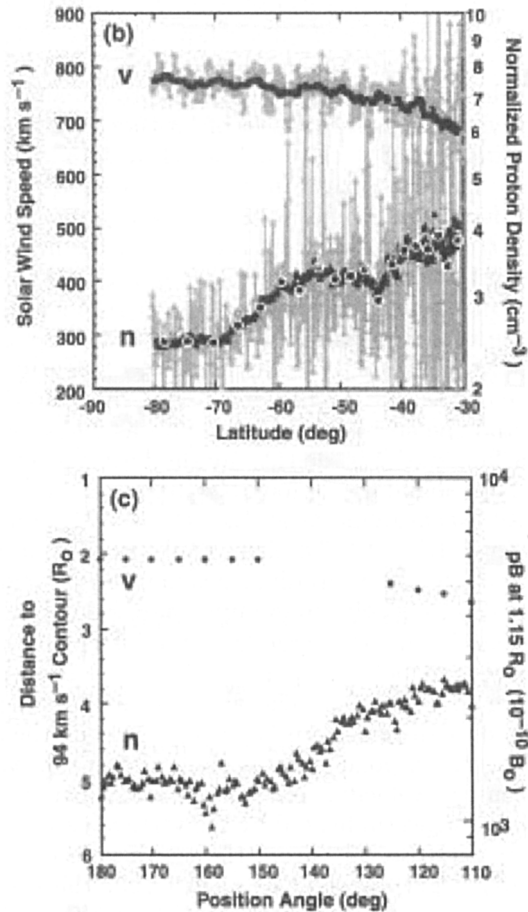 (b)
900
800
700
600
500
400
300
200
Solar Wind Speed (km s⁻¹)
v
n
10
9
8
7
6
5
4
3
2
Normalized Proton Density (cm⁻³)
-90 -80 -70 -60 -50 -40 -30
Latitude (deg)
(c)
1
2
3
4
5
6
Distance to
94 km s⁻¹ Contour (R_O)
v
n
10⁴
10³
pB at 1.15 R_O (10⁻¹⁰ B_O)
180 170 160 150 140 130 120 110
Position Angle (deg)